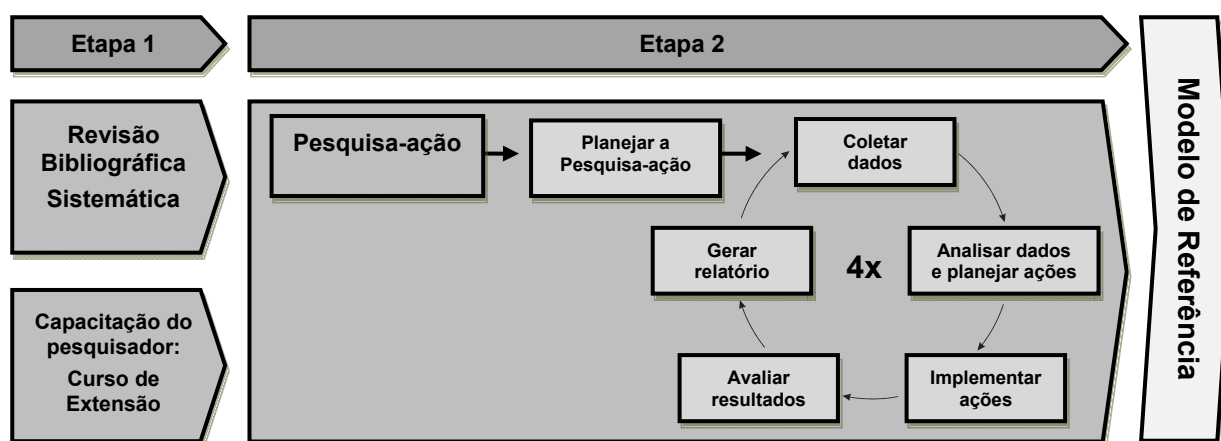 Etapa 1
Etapa 2
Revisão
Bibliográfica
Sistemática
Capacitação do
pesquisador:
Curso de
Extensão
Pesquisa-ação
Planejar a
Pesquisa-ação
Coletar
dados
Analisar dados
e planejar ações
Implementar
ações
Avaliar
resultados
Gerar
relatório
4x
Modelo de Referência